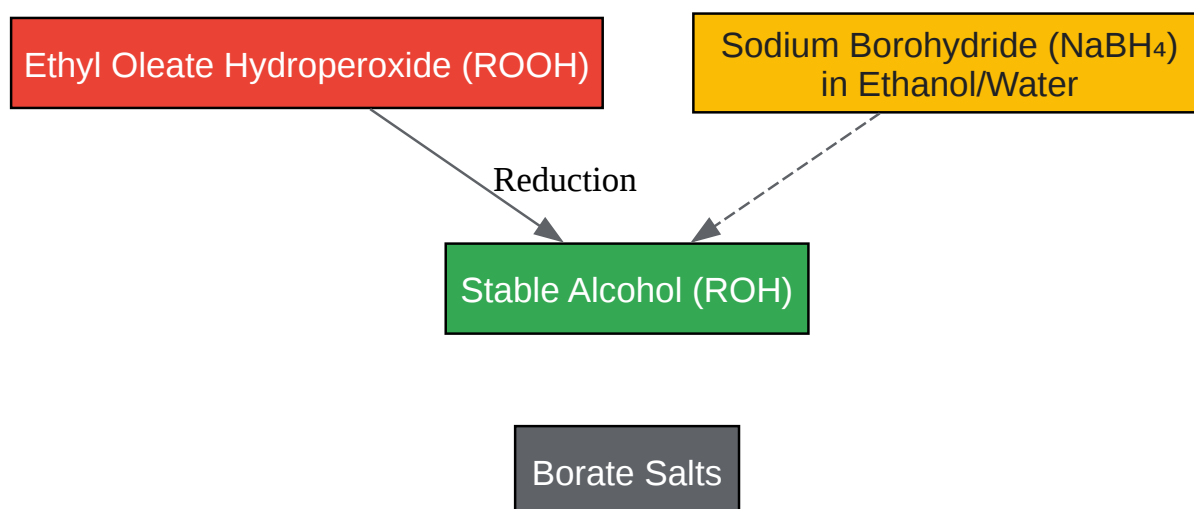 Ethyl Oleate Hydroperoxide (ROOH)
Sodium Borohydride (NaBH₄)
in Ethanol/Water
Reduction
Stable Alcohol (ROH)
Borate Salts